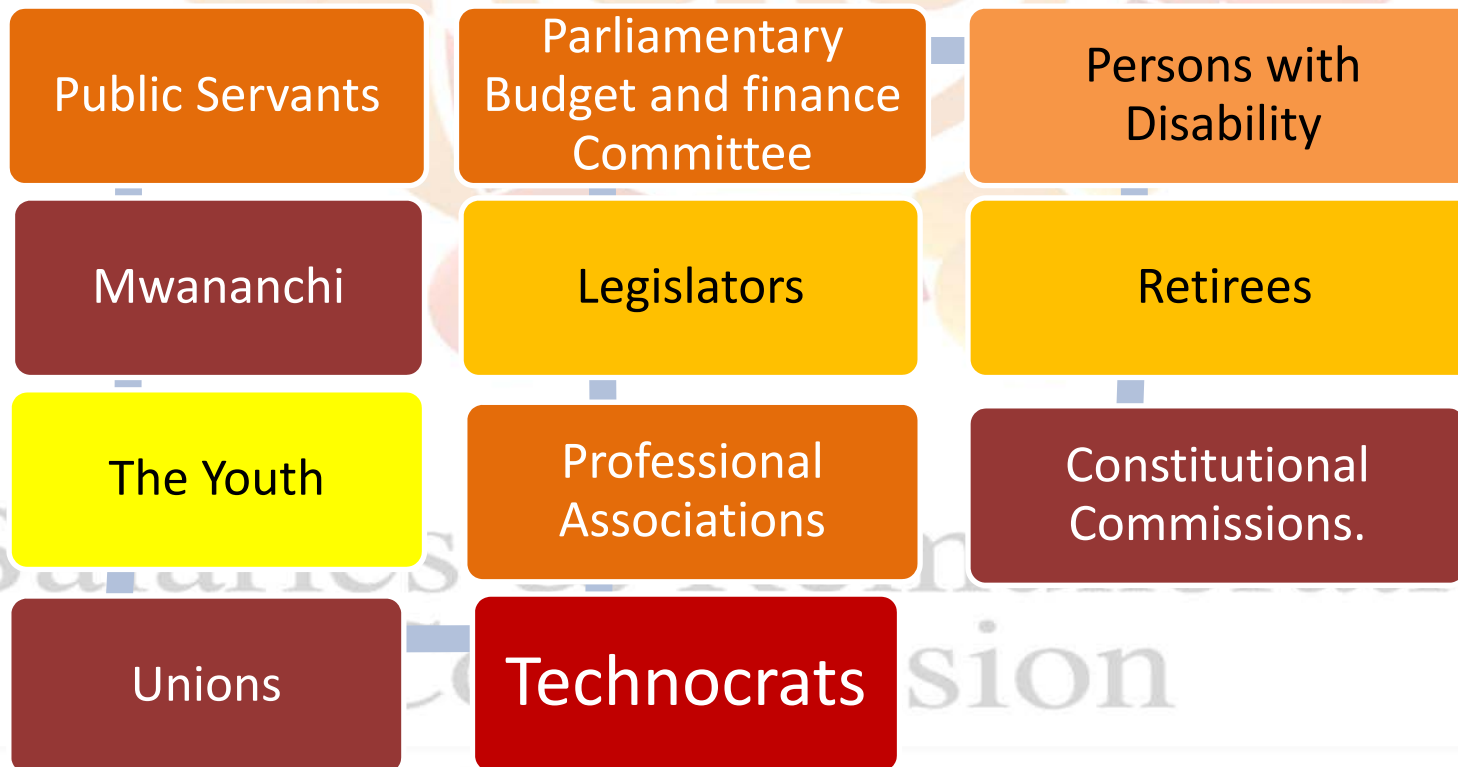 Public Servants
Parliamentary
Budget and finance
Committee
Persons with
Disability
Mwananchi
Legislators
Retirees
The Youth
Professional
Associations
Constitutional
Commissions.
Unions
Technocrats